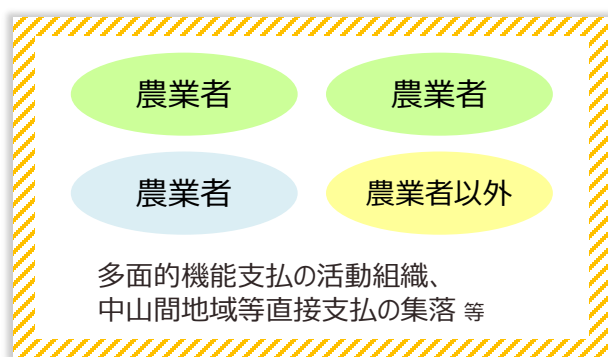 農業者 農業者
農業者 農業者以外
多面的機能支払の活動組織、
中山間地域等直接支払の集落 等